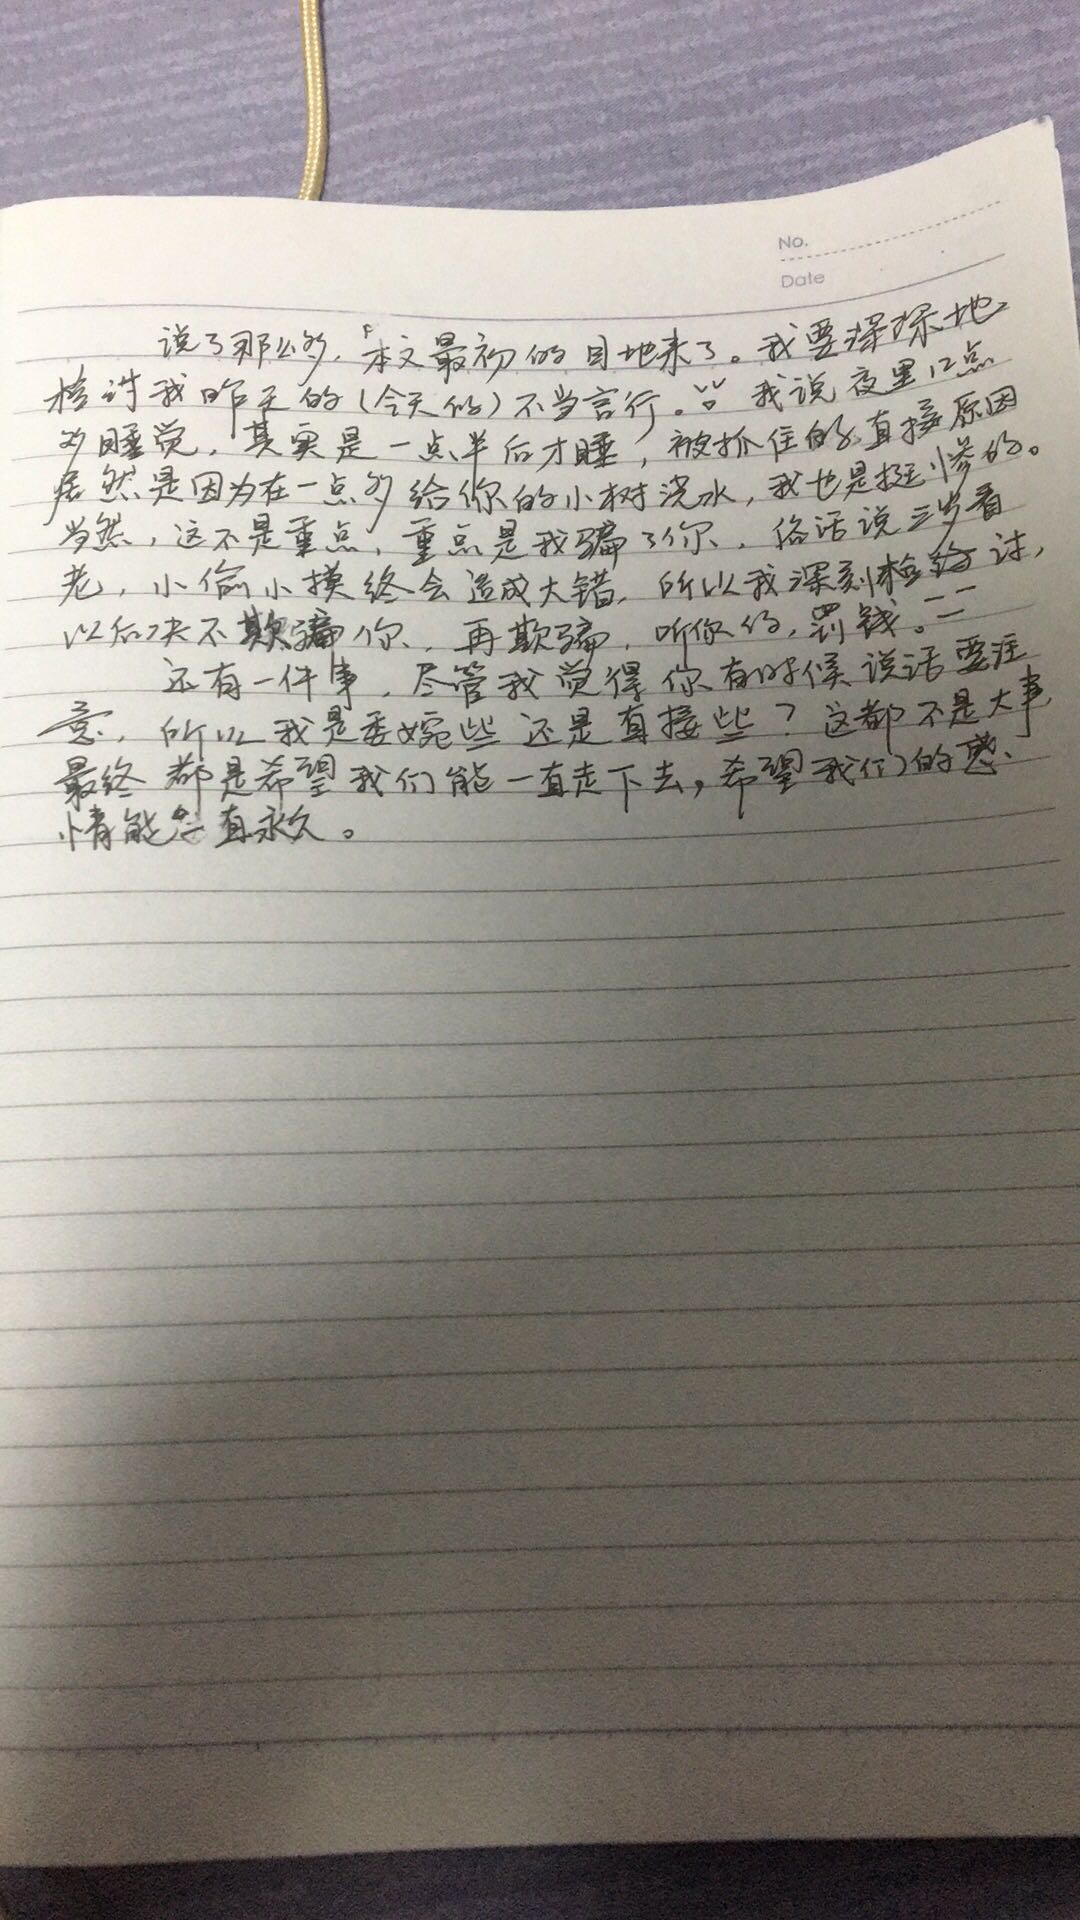 No.
Date
说了那么多，本文最初的目地来了。我要深深地
检讨我昨天的(今天的)不当言行。我说夜里12点
多睡觉，其实是一点半后才睡，被抓住的直接原因
居然是因为在一点多给你的小树浇水，我也是挺惨的。
当然，这不是重点，重点是我骗了你，俗话说三岁看
老，小偷小摸终会造成大错，所以我深刻检讨，
以后决不欺骗你，再欺骗，听你的，罚钱。
还有一件事，尽管我觉得你有时候说话要注
意，所以我是委婉些还是直接些？这都不是大事
最终都是希望我们能一直走下去，希望我们的感
情能一直永久。